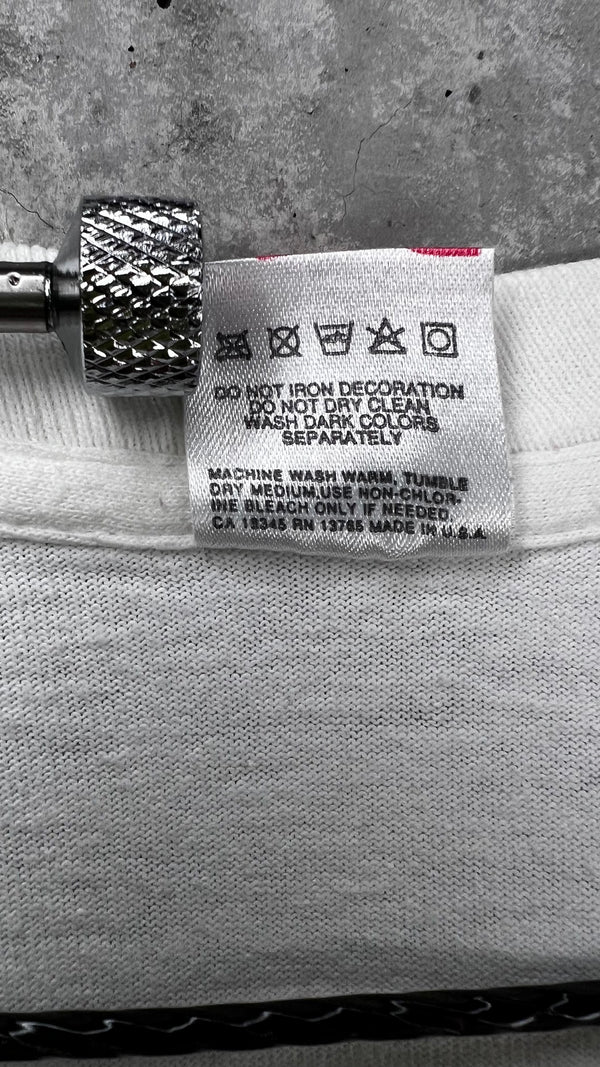 DO NOT IRON DECORATION
DO NOT DRY CLEAN
WASH DARK COLORS
SEPARATELY
MACHINE WASH WARM, TUMBLE
DRY MEDIUM,USE NON-CHLOR-
INE BLEACH ONLY IF NEEDED
CA 19345 RN 13765 MADE IN U.S.A.